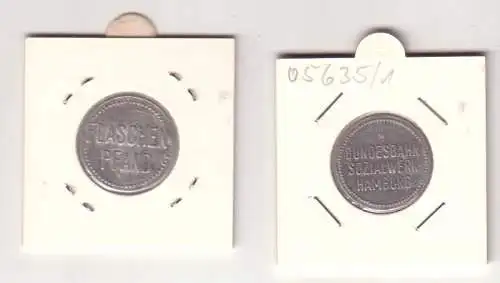 FLASCHEN
PFAND
05635/1
BUNDESBAHN
SOZIALWERK
HAMBURG